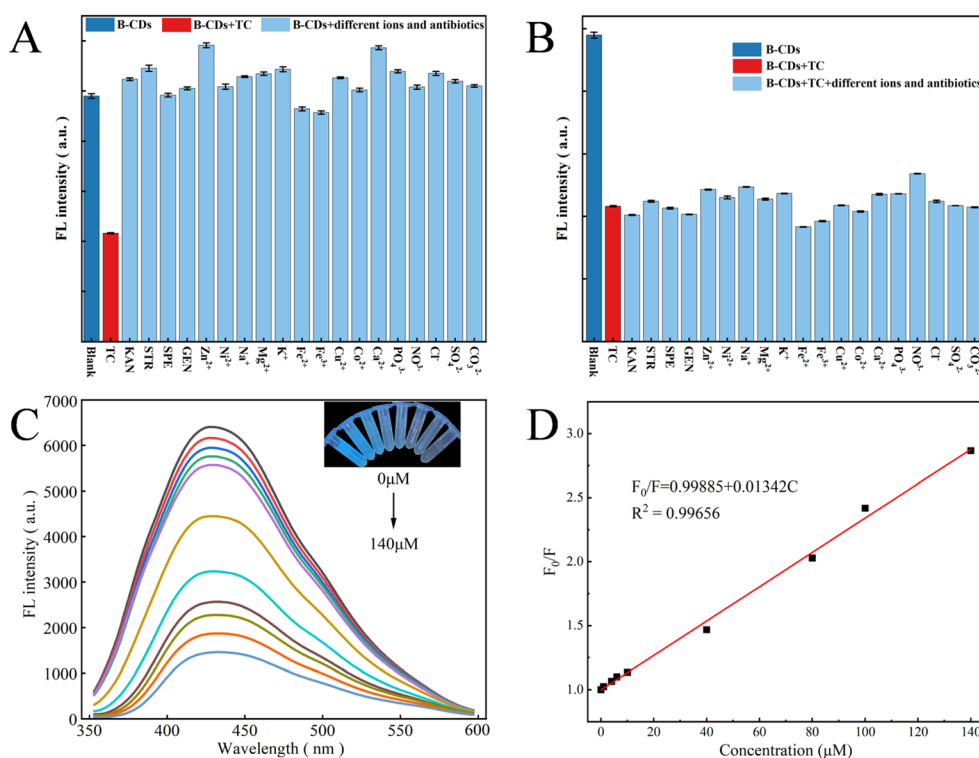 A
B-CDs
B-CDs+TC
B-CDs+different ions and antibiotics
FL intensity ( a.u. )
Blank
TC
KAN
STR
SPE
GEN
Zn²⁺
Ni²⁺
Na⁺
Mg²⁺
K⁺
Fe²⁺
Fe³⁺
Cu²⁺
Co²⁺
Ca²⁺
PO₄³⁻
NO³⁻
Cl⁻
SO₄²⁻
CO₃²⁻
B
B-CDs
B-CDs+TC
B-CDs+TC+different ions and antibiotics
FL intensity ( a.u. )
Blank
TC
KAN
STR
SPE
GEN
Zn²⁺
Ni²⁺
Na⁺
Mg²⁺
K⁺
Fe²⁺
Fe³⁺
Cu²⁺
Co²⁺
Ca²⁺
PO₄³⁻
NO³⁻
Cl⁻
SO₄²⁻
CO₃²⁻
C
FL intensity ( a.u. )
7000
6000
5000
4000
3000
2000
1000
0
0μM
140μM
350
400
450
500
550
600
Wavelength ( nm )
D
F₀/F
3.0
2.5
2.0
1.5
1.0
F₀/F=0.99885+0.01342C
R² = 0.99656
0
20
40
60
80
100
120
140
Concentration (μM)